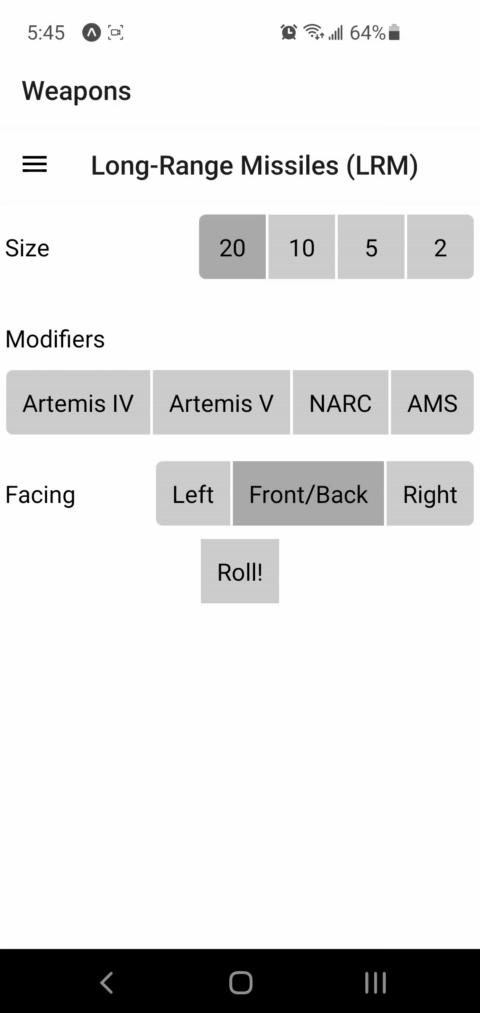 5:45 64%
Weapons
Long-Range Missiles (LRM)
Size 20 10 5 2
Modifiers
Artemis IV Artemis V NARC AMS
Facing Left Front/Back Right
Roll!